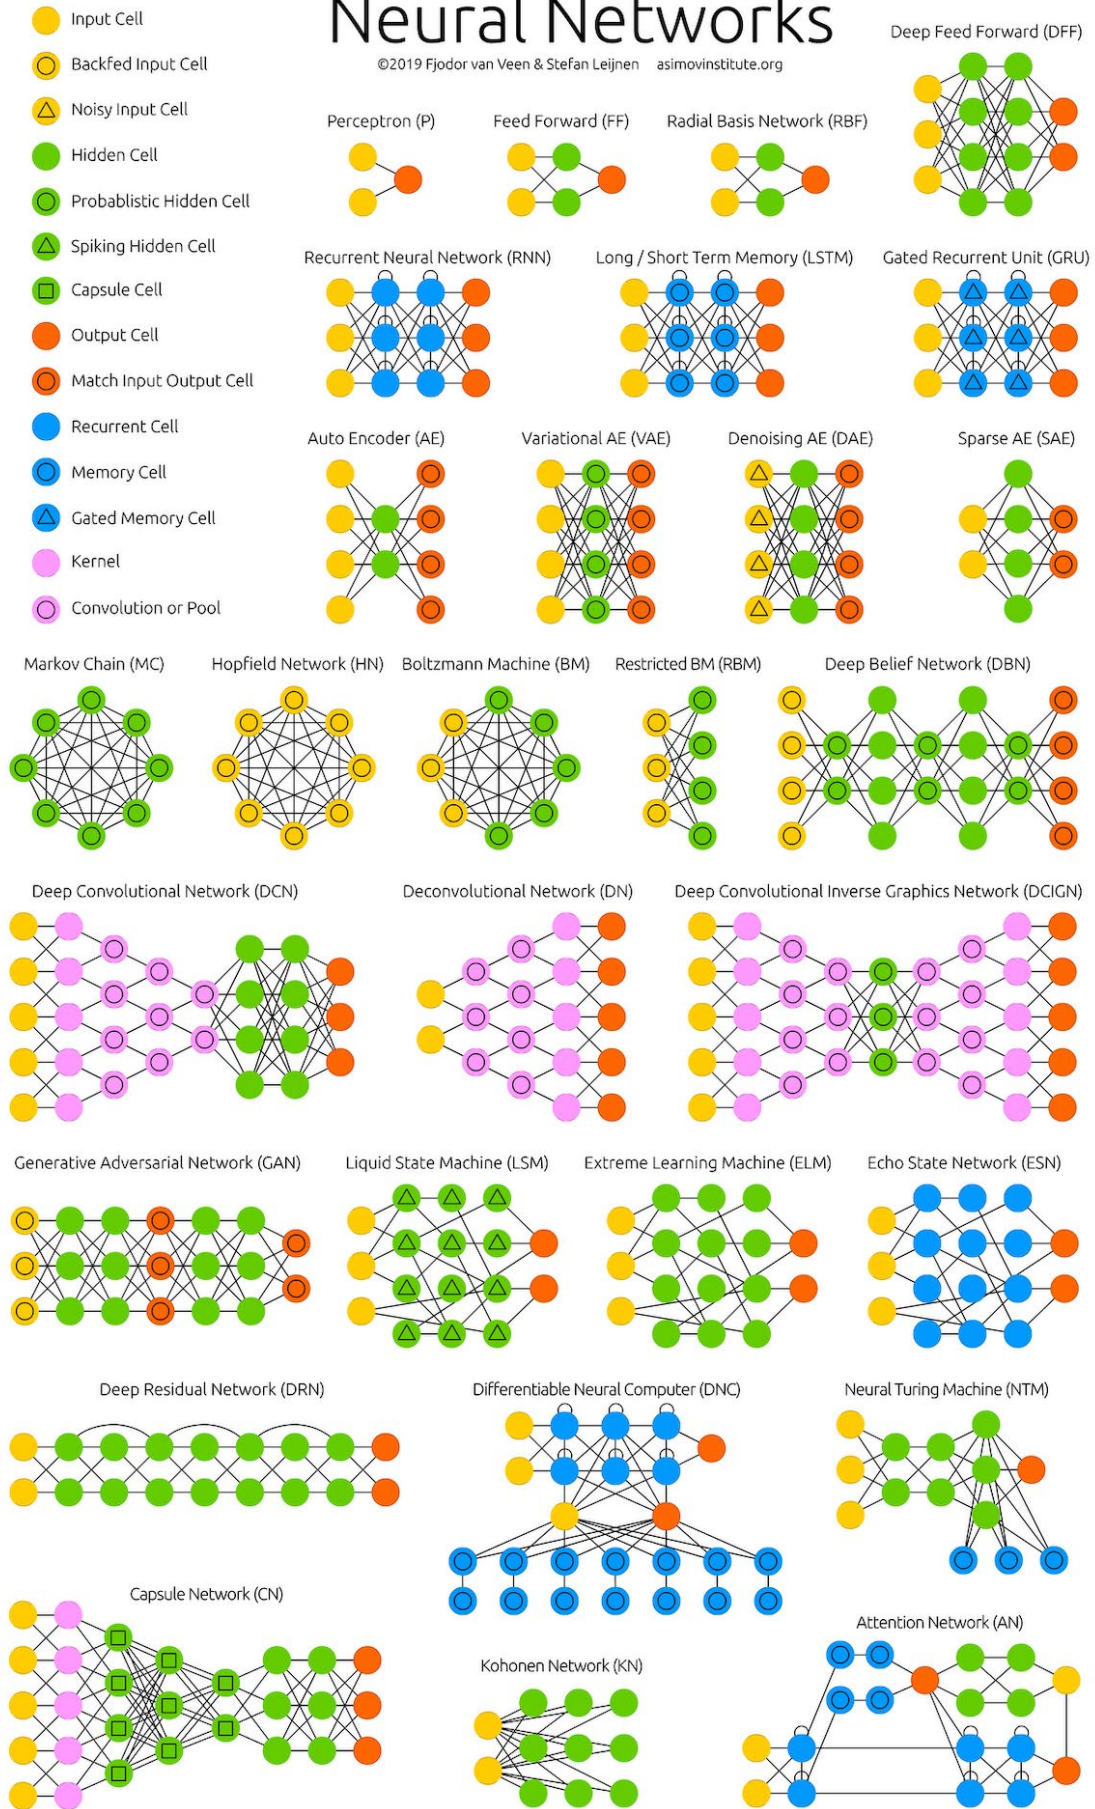 Neural Networks
©2019 Fjodor van Veen & Stefan Leijnen asimovinstitute.org
Input Cell
Backfed Input Cell
Noisy Input Cell
Hidden Cell
Probablistic Hidden Cell
Spiking Hidden Cell
Capsule Cell
Output Cell
Match Input Output Cell
Recurrent Cell
Memory Cell
Gated Memory Cell
Kernel
Convolution or Pool
Deep Feed Forward (DFF)
Perceptron (P)
Feed Forward (FF)
Radial Basis Network (RBF)
Recurrent Neural Network (RNN)
Long / Short Term Memory (LSTM)
Gated Recurrent Unit (GRU)
Auto Encoder (AE)
Variational AE (VAE)
Denoising AE (DAE)
Sparse AE (SAE)
Markov Chain (MC)
Hopfield Network (HN)
Boltzmann Machine (BM)
Restricted BM (RBM)
Deep Belief Network (DBN)
Deep Convolutional Network (DCN)
Deconvolutional Network (DN)
Deep Convolutional Inverse Graphics Network (DCIGN)
Generative Adversarial Network (GAN)
Liquid State Machine (LSM)
Extreme Learning Machine (ELM)
Echo State Network (ESN)
Deep Residual Network (DRN)
Differentiable Neural Computer (DNC)
Neural Turing Machine (NTM)
Capsule Network (CN)
Kohonen Network (KN)
Attention Network (AN)